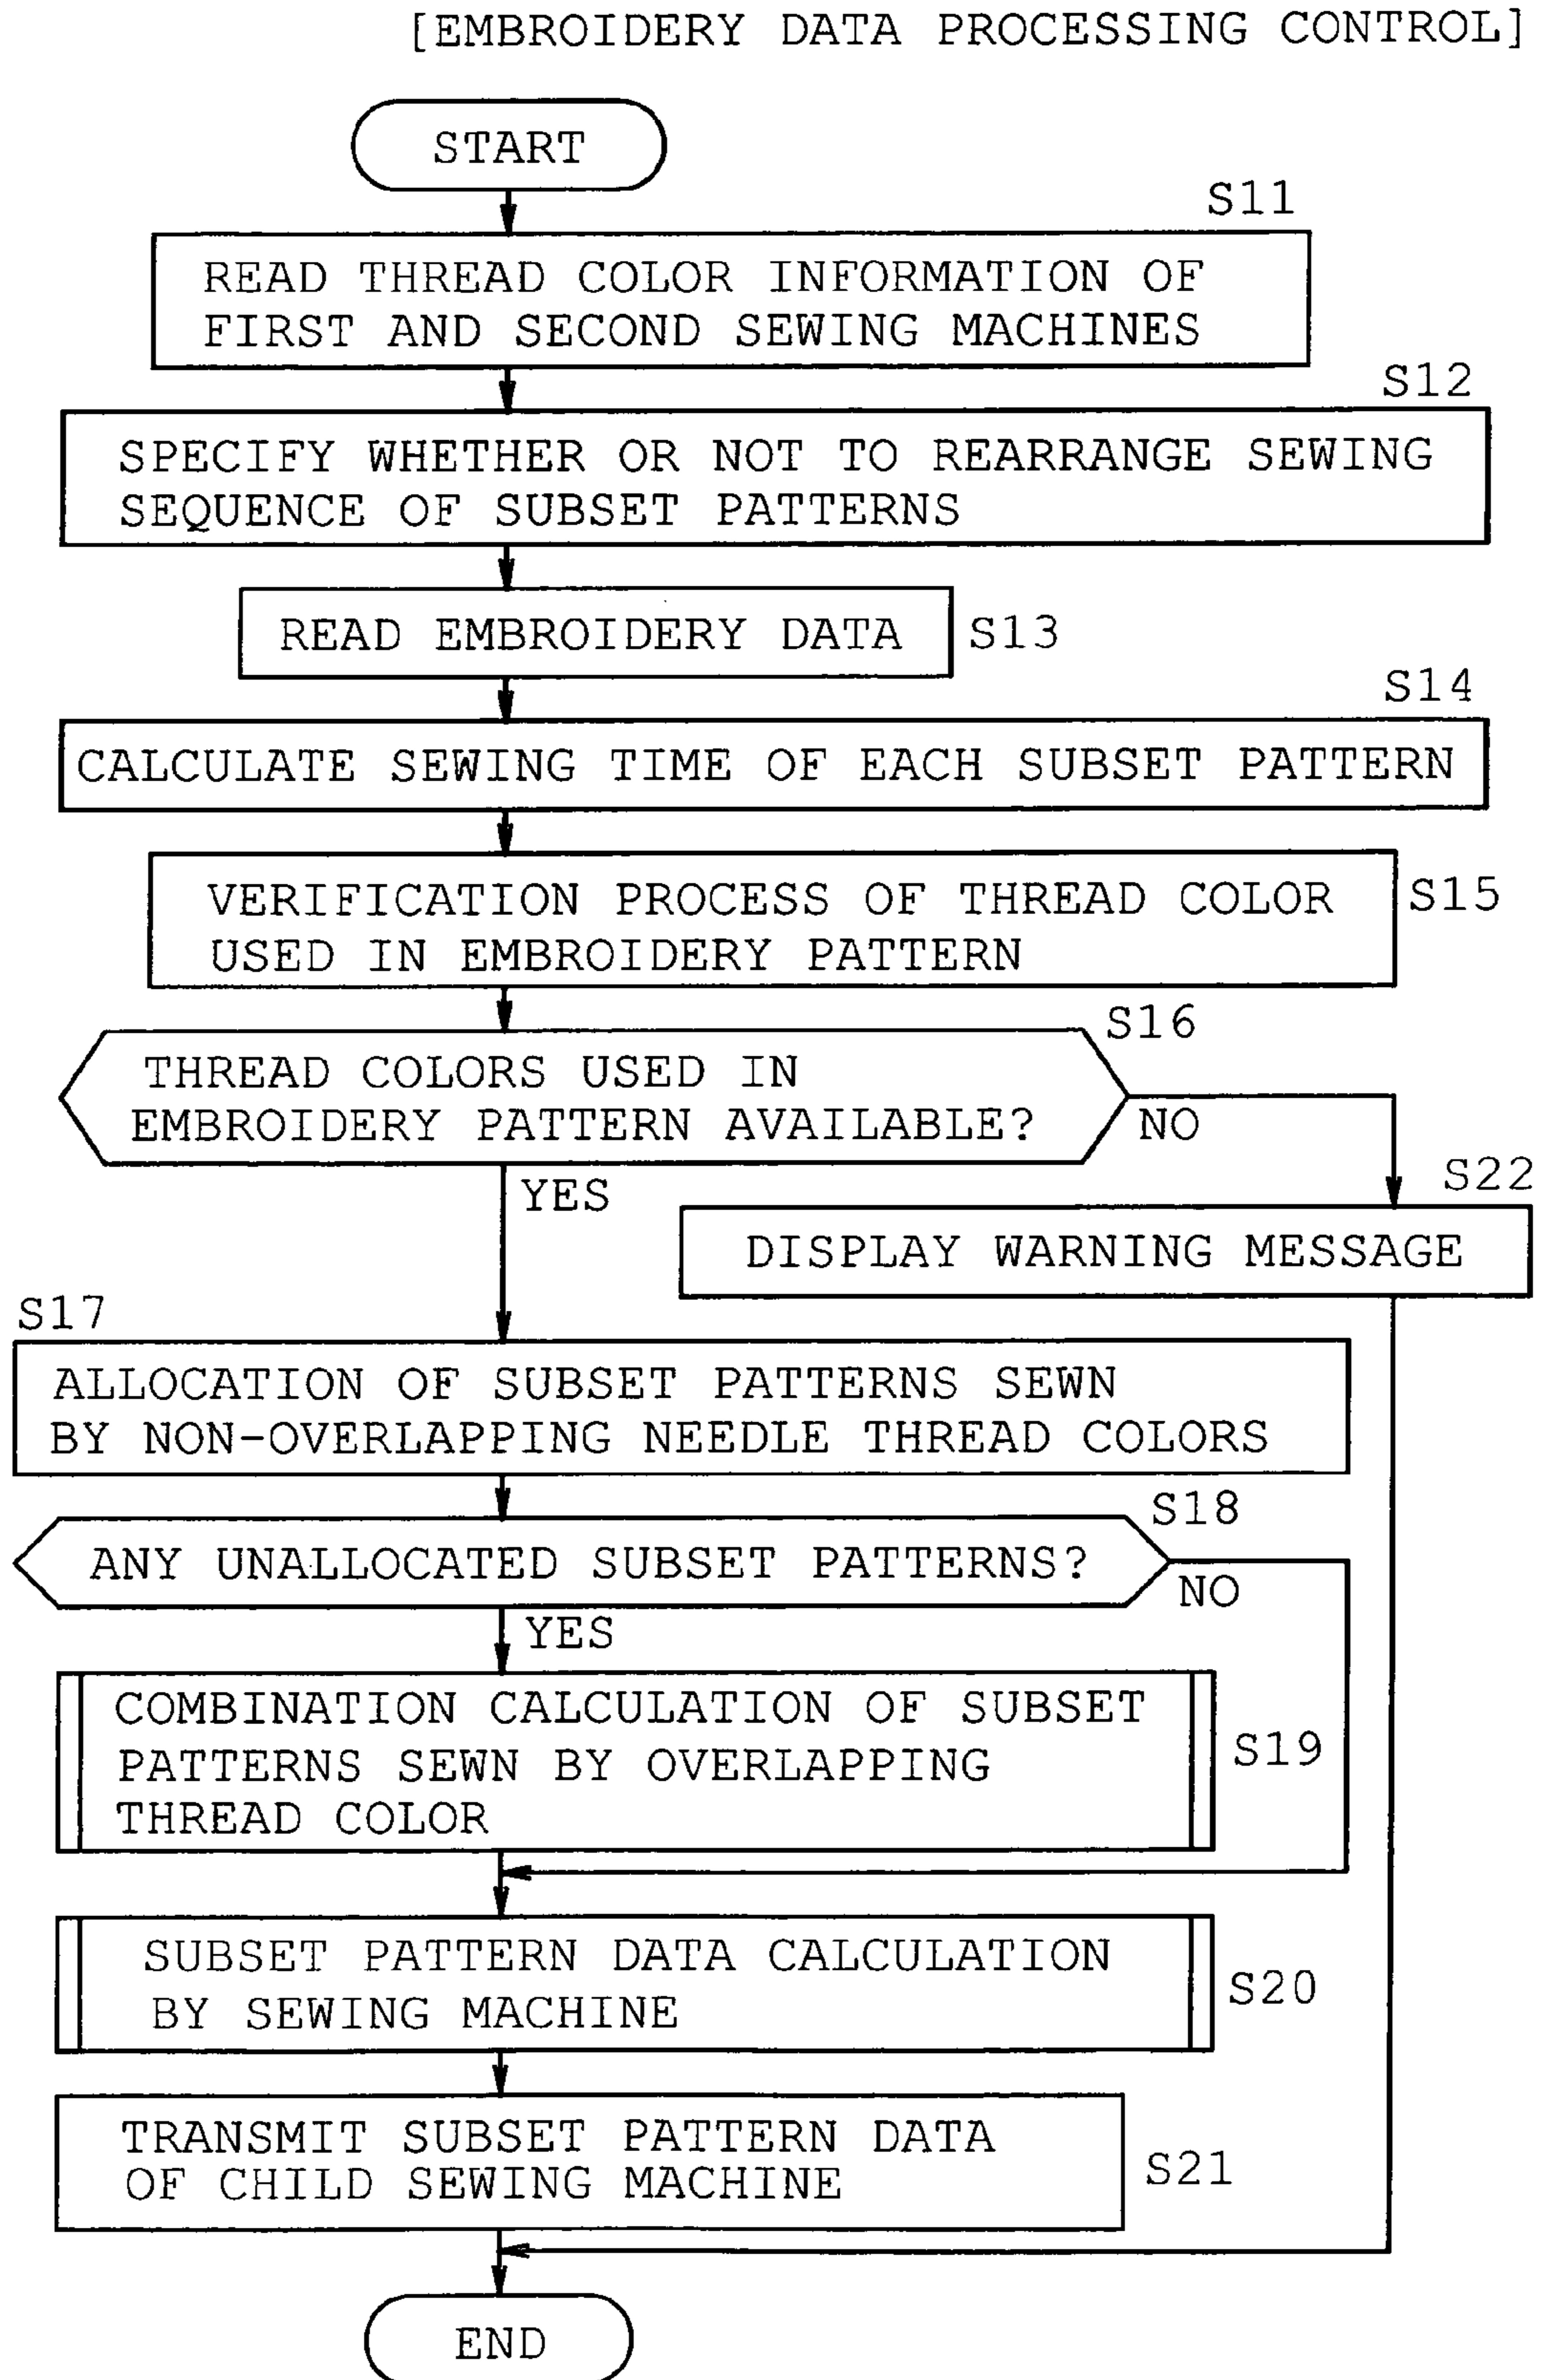 [EMBROIDERY DATA PROCESSING CONTROL]
START
S11
READ THREAD COLOR INFORMATION OF
FIRST AND SECOND SEWING MACHINES
S12
SPECIFY WHETHER OR NOT TO REARRANGE SEWING
SEQUENCE OF SUBSET PATTERNS
READ EMBROIDERY DATA S13
S14
CALCULATE SEWING TIME OF EACH SUBSET PATTERN
VERIFICATION PROCESS OF THREAD COLOR S15
USED IN EMBROIDERY PATTERN
S16
THREAD COLORS USED IN
EMBROIDERY PATTERN AVAILABLE? NO
S22
YES
DISPLAY WARNING MESSAGE
S17
ALLOCATION OF SUBSET PATTERNS SEWN
BY NON-OVERLAPPING NEEDLE THREAD COLORS
S18
ANY UNALLOCATED SUBSET PATTERNS?
NO
YES
COMBINATION CALCULATION OF SUBSET
PATTERNS SEWN BY OVERLAPPING S19
THREAD COLOR
SUBSET PATTERN DATA CALCULATION
S20
BY SEWING MACHINE
TRANSMIT SUBSET PATTERN DATA
OF CHILD SEWING MACHINE S21
END